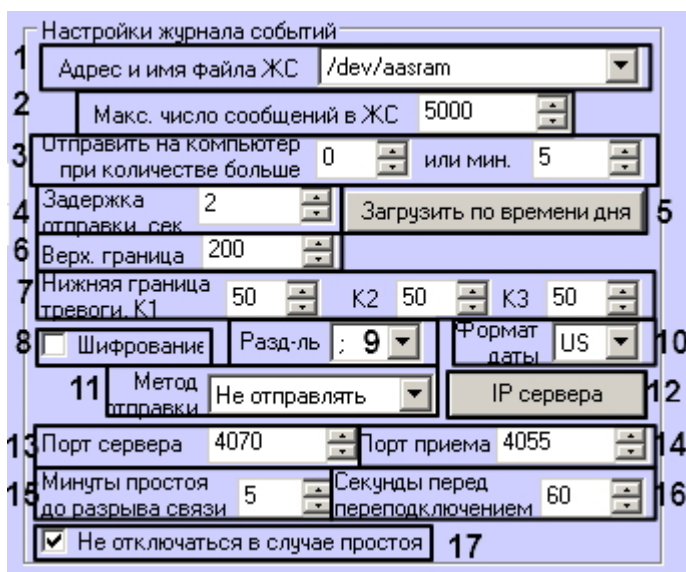 Настройки журнала событий
1 Адрес и имя файла ЖС /dev/aasram
2 Макс. число сообщений в ЖС 5000
3 Отправить на компьютер
при количестве больше 0 или мин. 5
4 Задержка
отправки, сек 2 Загрузить по времени дня 5
6 Верх. граница 200
7 Нижняя граница
тревоги, К1 50 К2 50 К3 50
8 Шифрование Разд-ль ; 9 Формат
даты US 10
11 Метод
отправки Не отправлять IP сервера 12
13 Порт сервера 4070 Порт приема 4055 14
15 Минуты простоя
до разрыва связи 5 Секунды перед
переподключением 60 16
Не отключаться в случае простоя 17